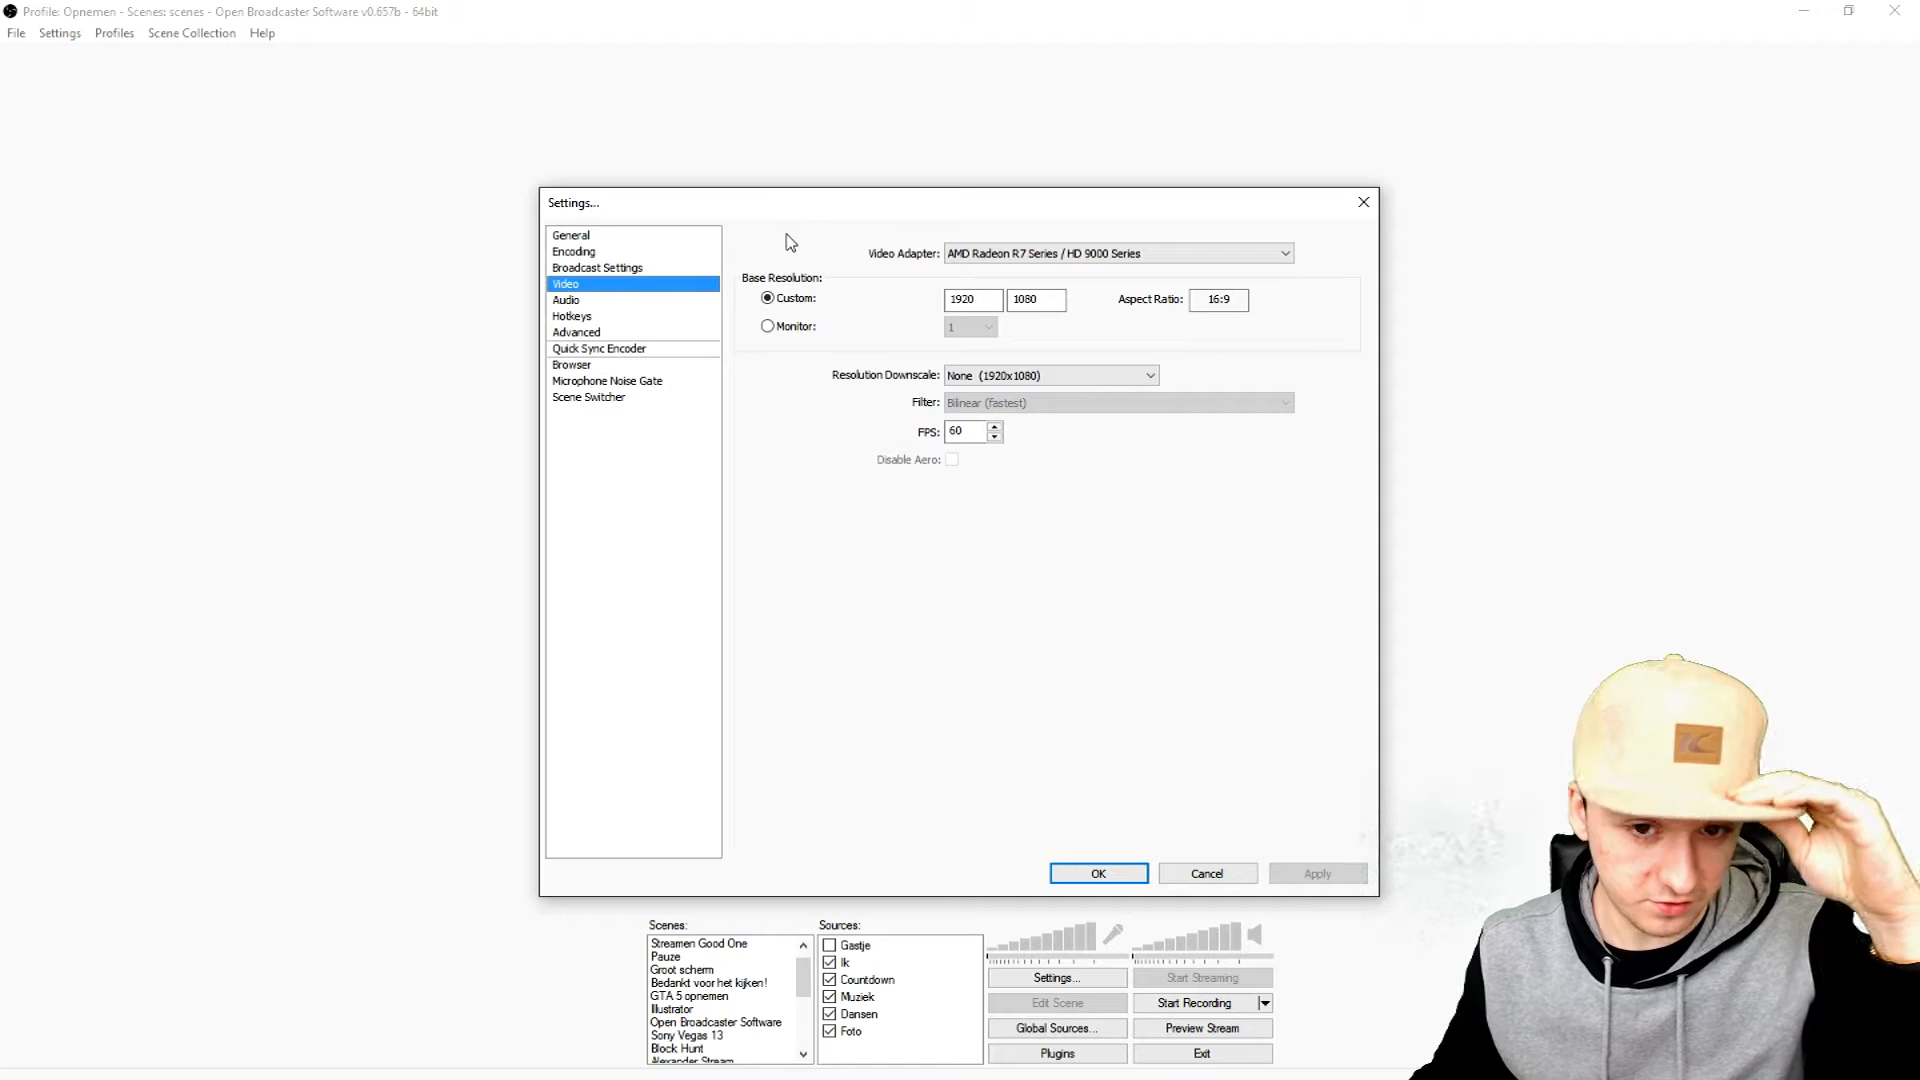 Profile: Opnemen - Scenes: scenes - Open Broadcaster Software v0.657b - 64bit
File Settings Profiles Scene Collection Help
Settings...
General
Encoding
Broadcast Settings
Video
Audio
Hotkeys
Advanced
Quick Sync Encoder
Browser
Microphone Noise Gate
Scene Switcher
Video Adapter: AMD Radeon R7 Series / HD 9000 Series
Base Resolution:
Custom: 1920 1080 Aspect Ratio: 16:9
Monitor: 1
Resolution Downscale: None (1920x1080)
Filter: Bilinear (fastest)
FPS: 60
Disable Aero:
OK Cancel Apply
Scenes:
Streamen Good One
Pauze
Groot scherm
Bedankt voor het kijken!
GTA 5 opnemen
Illustrator
Open Broadcaster Software
Sony Vegas 13
Block Hunt
Alexander Stream
Sources:
Gastje
Ik
Countdown
Muziek
Dansen
Foto
Settings... Start Streaming
Edit Scene Start Recording
Global Sources... Preview Stream
Plugins Exit